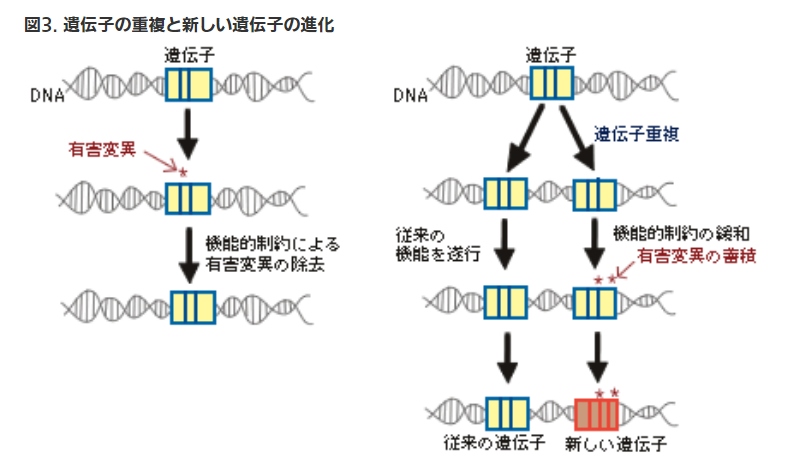 図3. 遺伝子の重複と新しい遺伝子の進化
遺伝子
DNA
有害変異
*
機能的制約による
有害変異の除去
遺伝子
DNA
遺伝子重複
従来の
機能を遂行
機能的制約の緩和
有害変異の蓄積
* *
* *
従来の遺伝子
新しい遺伝子